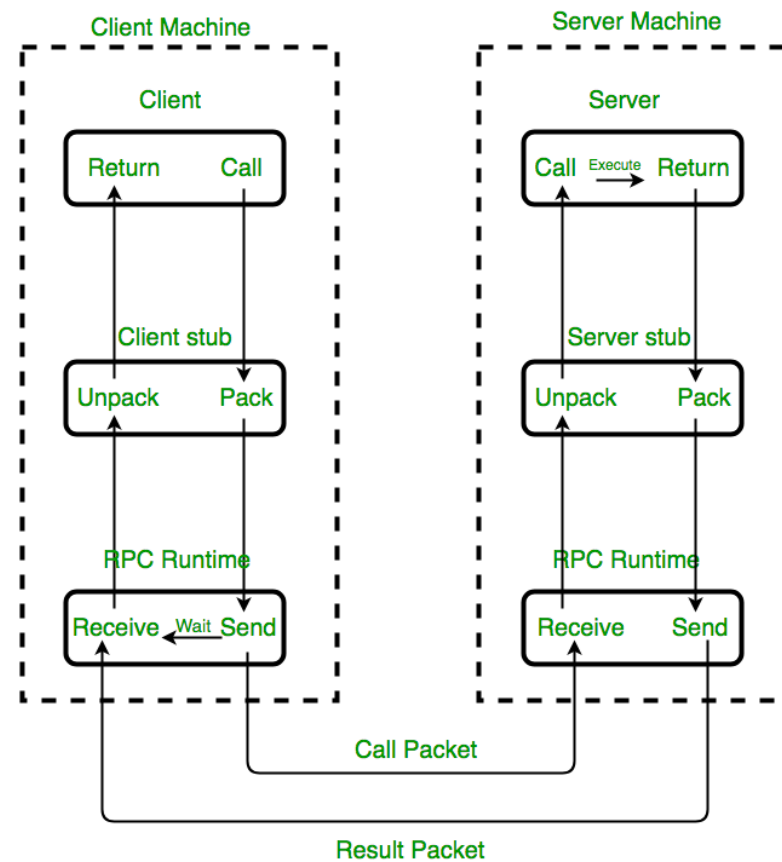 Client Machine
Server Machine
Client
Server
Return Call
Call Execute Return
Client stub
Server stub
Unpack Pack
Unpack Pack
RPC Runtime
RPC Runtime
Receive Wait Send
Receive Send
Call Packet
Result Packet